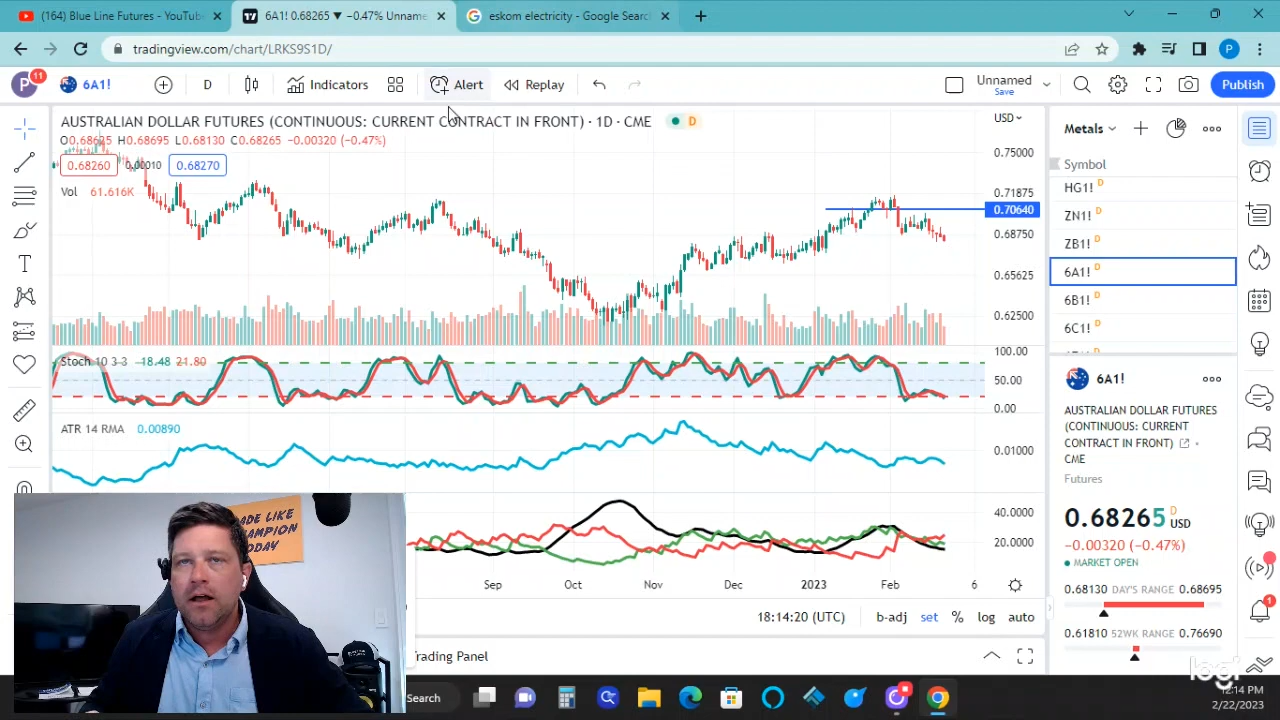 (164) Blue Line Futures - YouTube
6A1! 0.68265 ▼ −0.47% Unname
eskom electricity - Google Search
tradingview.com/chart/LRKS9S1D/
P
P
11
6A1!
D
Indicators
Alert
Replay
Unnamed
Save
Publish
AUSTRALIAN DOLLAR FUTURES (CONTINUOUS: CURRENT CONTRACT IN FRONT) · 1D · CME
D
H0.68695 L0.68130 C0.68265 −0.00320 (−0.47%)
0.68260
0.00010
0.68270
Vol 61.616K
USD
0.75000
0.71875
0.70640
0.68750
0.65625
0.62500
Stoch 10 3 3 18.48 21.80
100.00
50.00
0.00
ATR 14 RMA 0.00890
0.01000
40.0000
20.0000
Sep Oct Nov Dec 2023 Feb 6
18:14:20 (UTC)
b-adj set % log auto
Trading Panel
Metals
Symbol
HG1! D
ZN1! D
ZB1! D
6A1! D
6B1! D
6C1! D
6A1!
AUSTRALIAN DOLLAR FUTURES
(CONTINUOUS: CURRENT
CONTRACT IN FRONT)
CME
Futures
0.68265 D USD
−0.00320 (−0.47%)
MARKET OPEN
0.68130 DAY'S RANGE 0.68695
0.61810 52WK RANGE 0.76690
1
ADE LIKE
HAMPION
TODAY
logi
Search
12:14 PM
2/22/2023